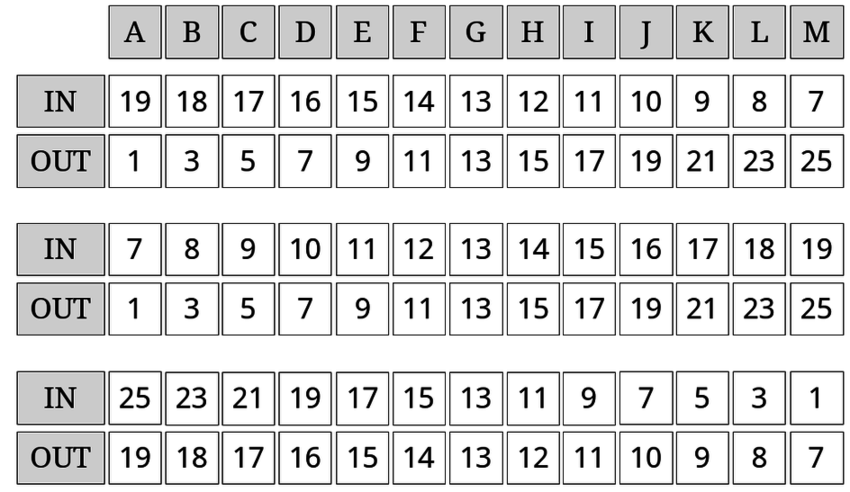 A B C D E F G H I J K L M
IN 19 18 17 16 15 14 13 12 11 10 9 8 7
OUT 1 3 5 7 9 11 13 15 17 19 21 23 25
IN 7 8 9 10 11 12 13 14 15 16 17 18 19
OUT 1 3 5 7 9 11 13 15 17 19 21 23 25
IN 25 23 21 19 17 15 13 11 9 7 5 3 1
OUT 19 18 17 16 15 14 13 12 11 10 9 8 7